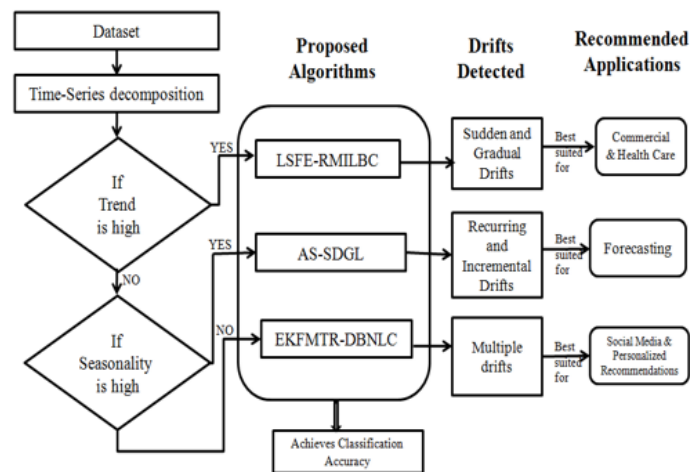 Dataset
Time-Series decomposition
If
Trend
is high
YES
NO
If
Seasonality
is high
YES
NO
Proposed
Algorithms
LSFE-RMILBC
AS-SDGL
EKFMTR-DBNLC
Achieves Classification
Accuracy
Drifts
Detected
Sudden and
Gradual
Drifts
Recurring
and
Incremental
Drifts
Multiple
drifts
Best
suited
for
Best
suited
for
Best
suited
for
Recommended
Applications
Commercial
& Health Care
Forecasting
Social Media &
Personalized
Recommendations